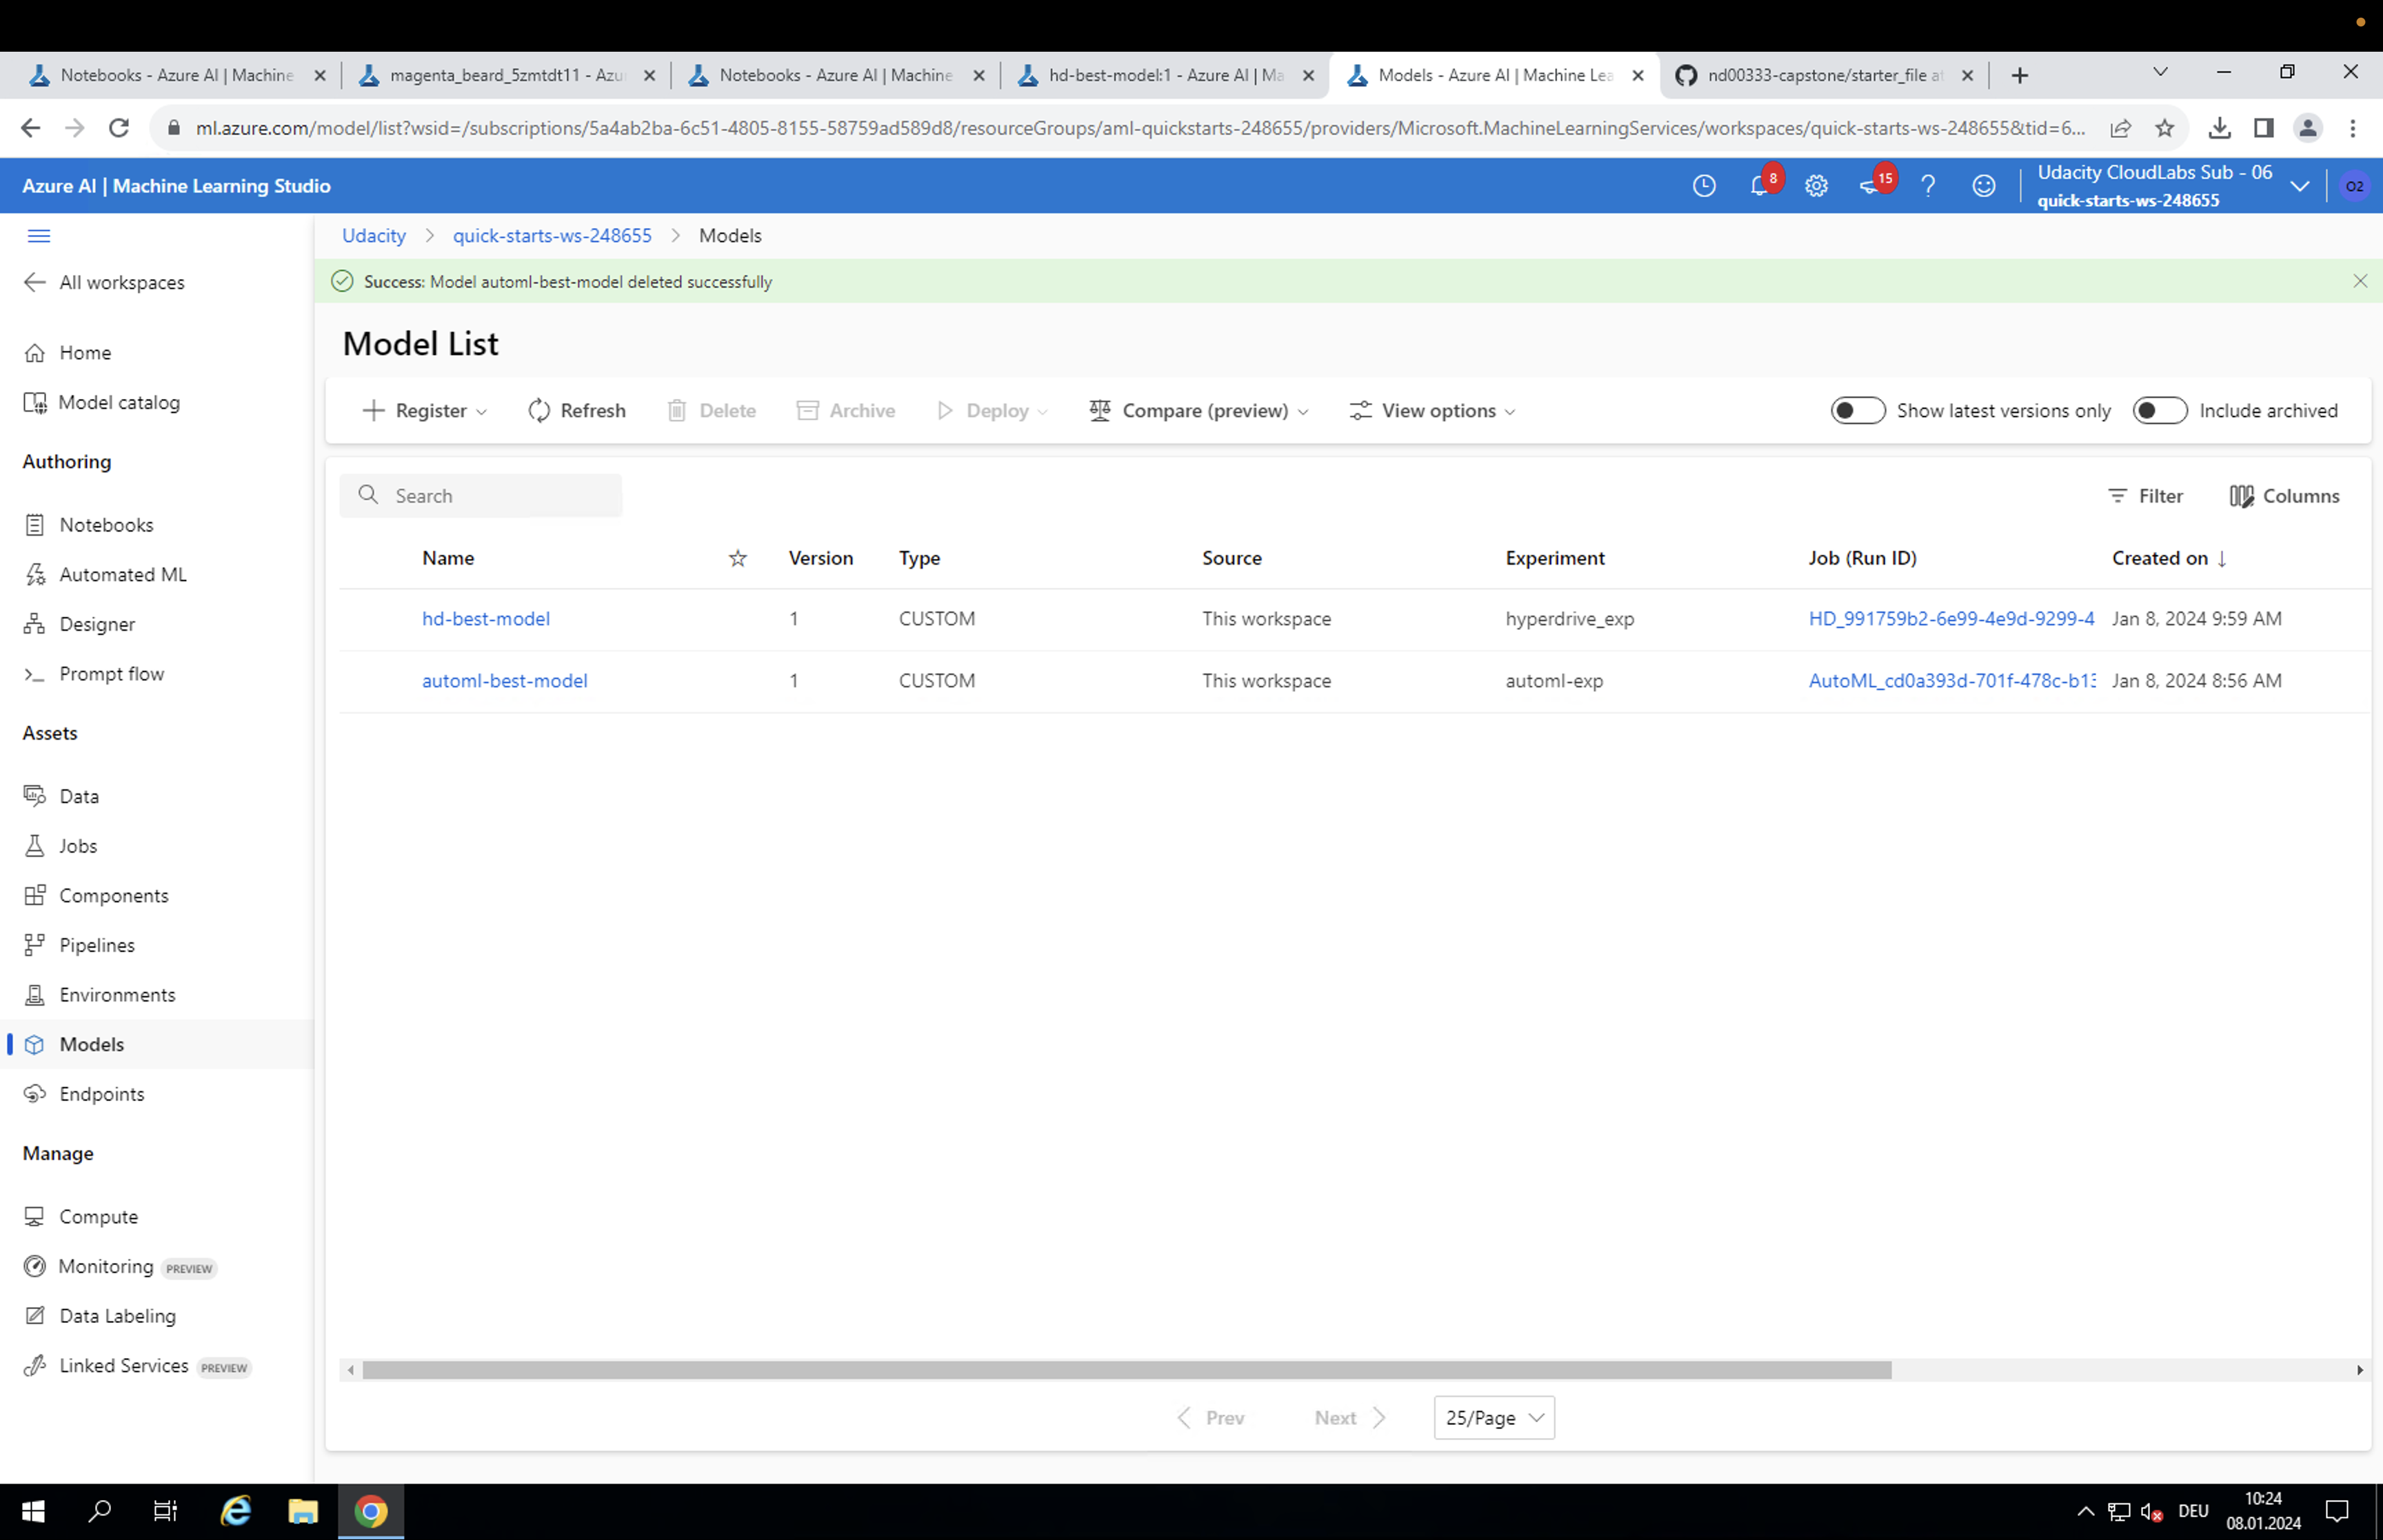 Notebooks - Azure AI | Machine
magenta_beard_5zmtdt11 - Azu
Notebooks - Azure AI | Machine
hd-best-model:1 - Azure AI | Ma
Models - Azure AI | Machine Lea
nd00333-capstone/starter_file at
ml.azure.com/model/list?wsid=/subscriptions/5a4ab2ba-6c51-4805-8155-58759ad589d8/resourceGroups/aml-quickstarts-248655/providers/Microsoft.MachineLearningServices/workspaces/quick-starts-ws-248655&tid=6...
Azure AI | Machine Learning Studio
8
15
Udacity CloudLabs Sub - 06
quick-starts-ws-248655
O2
All workspaces
Home
Model catalog
Authoring
Notebooks
Automated ML
Designer
Prompt flow
Assets
Data
Jobs
Components
Pipelines
Environments
Models
Endpoints
Manage
Compute
Monitoring PREVIEW
Data Labeling
Linked Services PREVIEW
Udacity > quick-starts-ws-248655 > Models
Success: Model automl-best-model deleted successfully
Model List
Register Refresh Delete Archive Deploy Compare (preview) View options Show latest versions only Include archived
Search Filter Columns
Name Version Type Source Experiment Job (Run ID) Created on ↓
hd-best-model 1 CUSTOM This workspace hyperdrive_exp HD_991759b2-6e99-4e9d-9299-4 Jan 8, 2024 9:59 AM
automl-best-model 1 CUSTOM This workspace automl-exp AutoML_cd0a393d-701f-478c-b13 Jan 8, 2024 8:56 AM
Prev Next 25/Page
DEU
10:24
08.01.2024